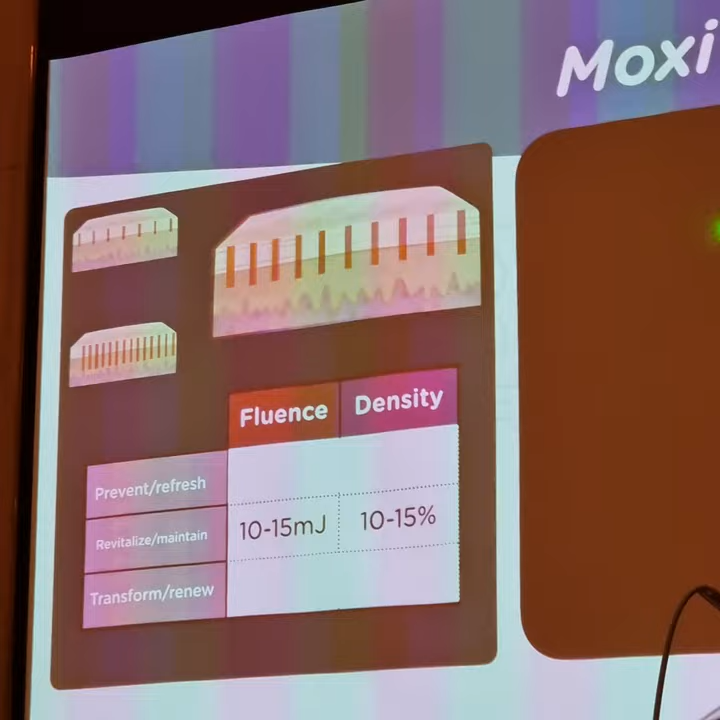 Moxi
Fluence Density
Prevent/refresh
Revitalize/maintain 10-15mJ 10-15%
Transform/renew